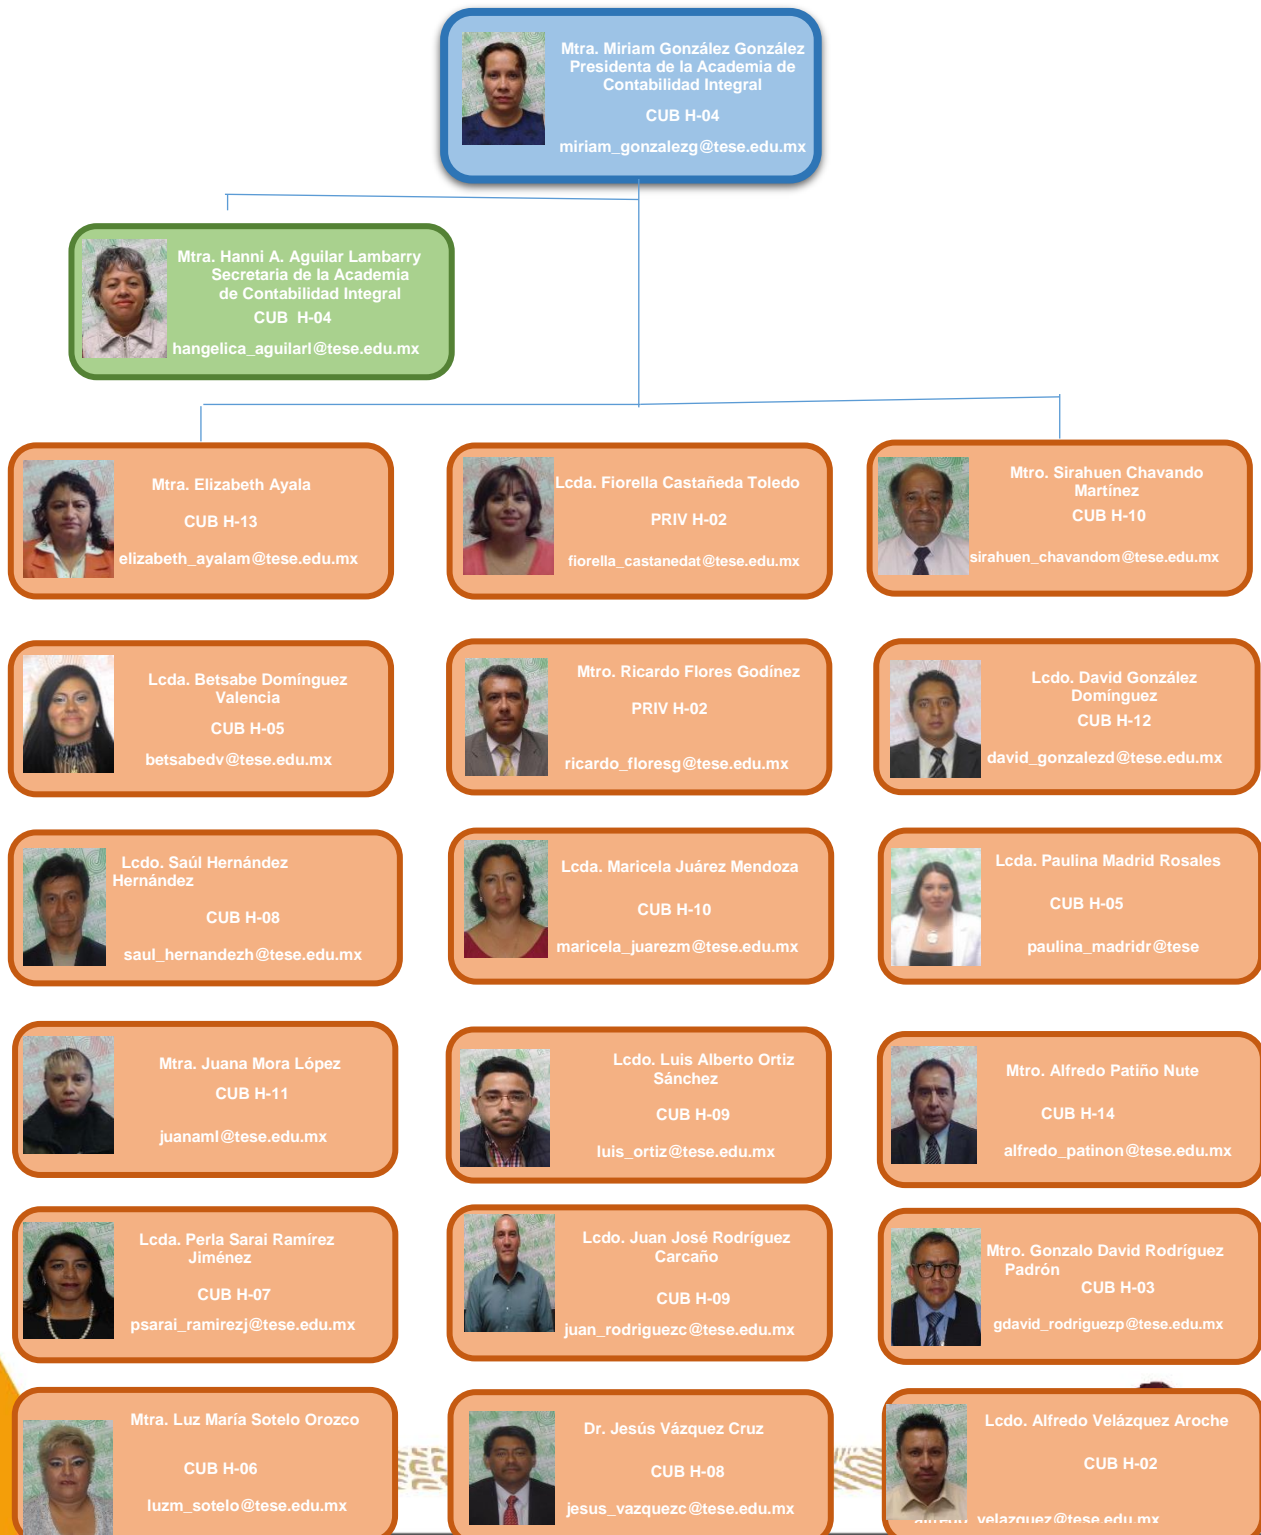 Mtra. Miriam González González
Presidenta de la Academia de
Contabilidad Integral
CUB H-04
miriam_gonzalezg@tese.edu.mx
Mtra. Hanni A. Aguilar Lambarry
Secretaria de la Academia
de Contabilidad Integral
CUB H-04
hangelica_aguilarl@tese.edu.mx
Mtra. Elizabeth Ayala
CUB H-13
elizabeth_ayalam@tese.edu.mx
Lcda. Fiorella Castañeda Toledo
PRIV H-02
fiorella_castanedat@tese.edu.mx
Mtro. Sirahuen Chavando
Martínez
CUB H-10
sirahuen_chavandom@tese.edu.mx
Lcda. Betsabe Domínguez
Valencia
CUB H-05
betsabedv@tese.edu.mx
Mtro. Ricardo Flores Godínez
PRIV H-02
ricardo_floresg@tese.edu.mx
Lcdo. David González
Domínguez
CUB H-12
david_gonzalezd@tese.edu.mx
Lcdo. Saúl Hernández
Hernández
CUB H-08
saul_hernandezh@tese.edu.mx
Lcda. Maricela Juárez Mendoza
CUB H-10
maricela_juarezm@tese.edu.mx
Lcda. Paulina Madrid Rosales
CUB H-05
paulina_madridr@tese
Mtra. Juana Mora López
CUB H-11
juanaml@tese.edu.mx
Lcdo. Luis Alberto Ortiz
Sánchez
CUB H-09
luis_ortiz@tese.edu.mx
Mtro. Alfredo Patiño Nute
CUB H-14
alfredo_patinon@tese.edu.mx
Lcda. Perla Sarai Ramírez
Jiménez
CUB H-07
psarai_ramirezj@tese.edu.mx
Lcdo. Juan José Rodríguez
Carcaño
CUB H-09
juan_rodriguezc@tese.edu.mx
Mtro. Gonzalo David Rodríguez
Padrón
CUB H-03
gdavid_rodriguezp@tese.edu.mx
Mtra. Luz María Sotelo Orozco
CUB H-06
luzm_sotelo@tese.edu.mx
Dr. Jesús Vázquez Cruz
CUB H-08
jesus_vazquezc@tese.edu.mx
Lcdo. Alfredo Velázquez Aroche
CUB H-02
alfredo_velazquez@tese.edu.mx